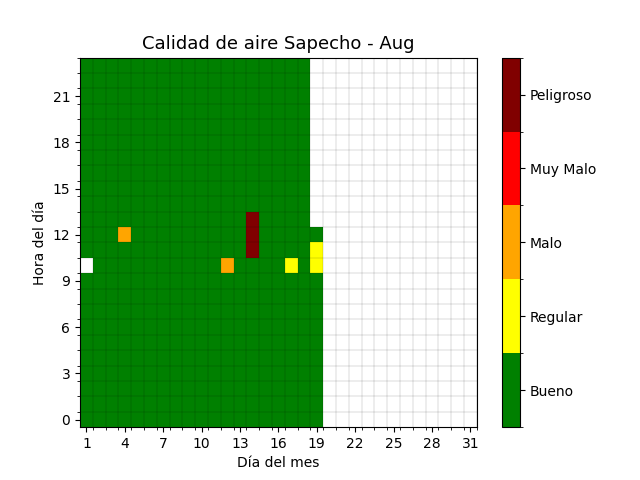 Calidad de aire Sapecho - Aug
Hora del día
21
18
15
12
9
6
3
0
1 4 7 10 13 16 19 22 25 28 31
Día del mes
Peligroso
Muy Malo
Malo
Regular
Bueno